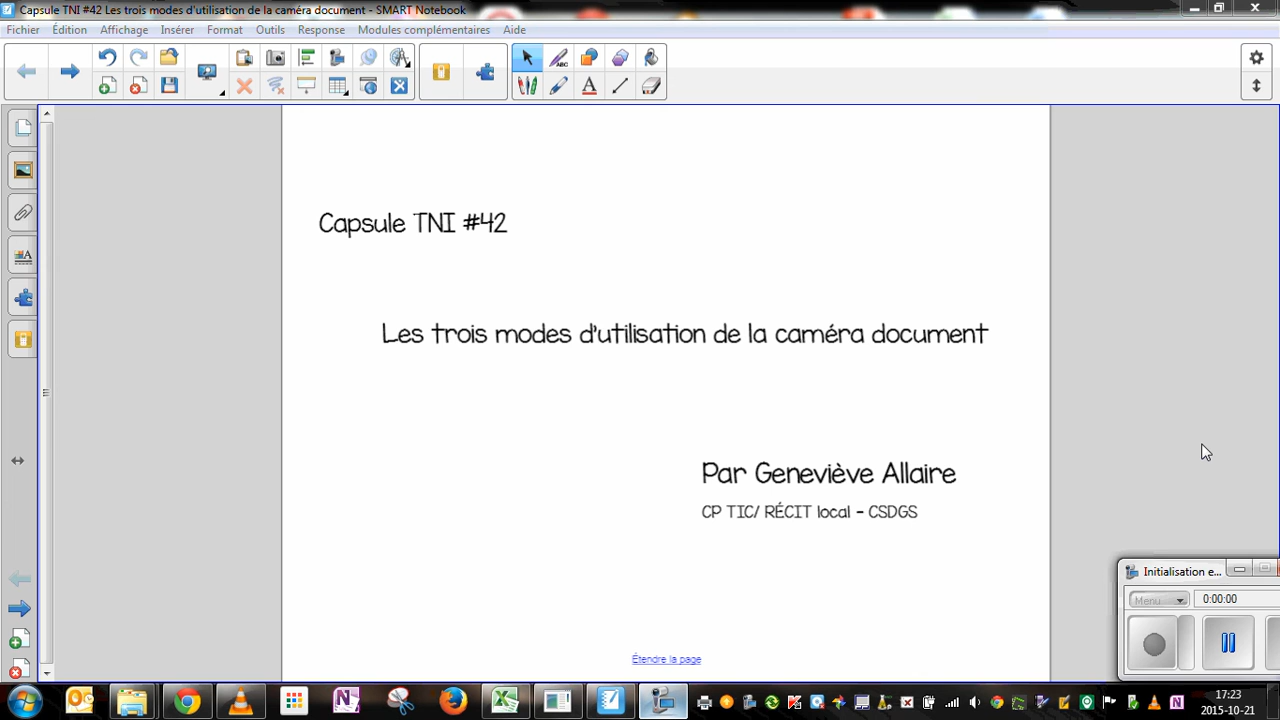 Capsule TNI #42 Les trois modes d'utilisation de la caméra document - SMART Notebook
Fichier Édition Affichage Insérer Format Outils Response Modules complémentaires Aide
Capsule TNI #42
Les trois modes d'utilisation de la caméra document
Par Geneviève Allaire
CP TIC/ RÉCIT local - CSDGS
Initialisation e...
Menu 0:00:00
Étendre la page
17:23
2015-10-21